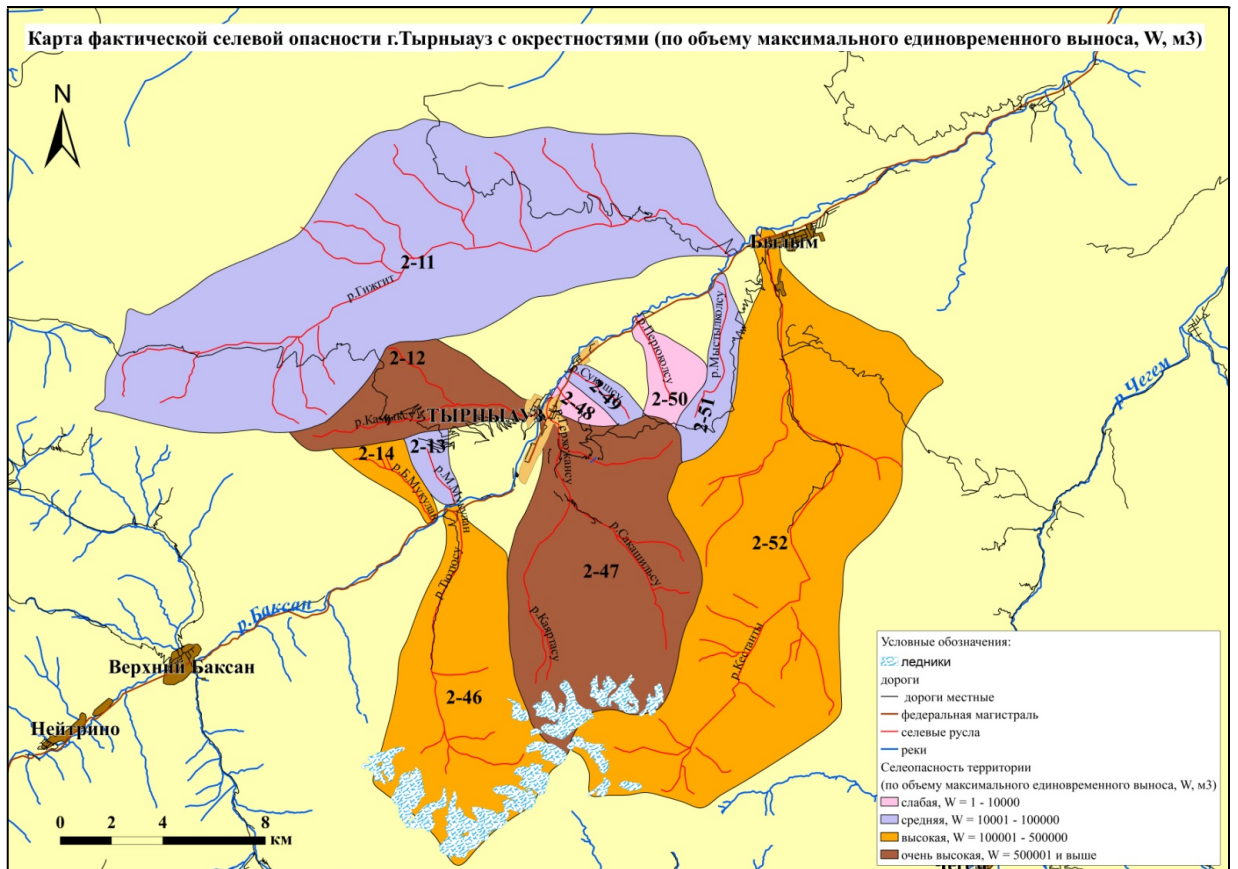 Карта фактической селевой опасности г.Тырныауз с окрестностями (по объему максимального единовременного выноса, W, м3)
N
Былым
2-11
р.Гижгит
2-12
р.Мыстылколсу
2-49
2-50
2-48
2-51
р.Чегем
ТЫРНЫАУЗ
2-13
2-14
р.Б.Мукулан
р.М.Мукулан
2-52
2-47
р.Сакашильсу
р.Тютюсу
р.Баксан
р.Каяртасу
р.Кестанты
Верхний Баксан
2-46
Нейтрино
Условные обозначения:
ледники
дороги
дороги местные
федеральная магистраль
селевые русла
реки
Селеопасность территории
(по объему максимального единовременного выноса, W, м3)
слабая, W = 1 - 10000
средняя, W = 10001 - 100000
высокая, W = 100001 - 500000
очень высокая, W = 500001 и выше
0 2 4 8
км